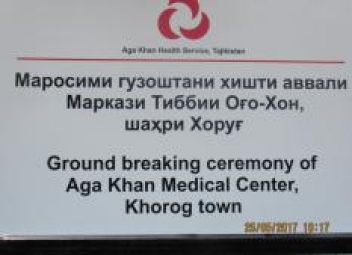 Aga Khan Health Service, Tajikistan
Маросими гузоштани хишти аввали
Маркази Тиббии Оғо-Хон,
шаҳри Хоруғ
Ground breaking ceremony of
Aga Khan Medical Center,
Khorog town
25/05/2017 10:17